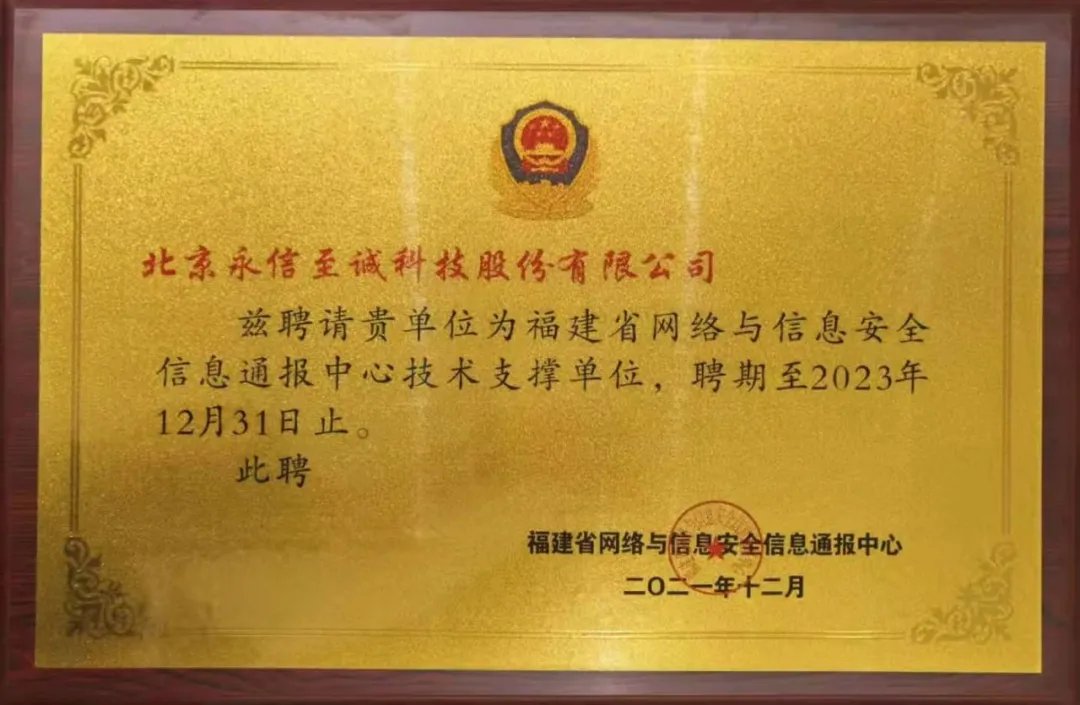 北京永信至诚科技股份有限公司
兹聘请贵单位为福建省网络与信息安全
信息通报中心技术支撑单位，聘期至2023年
12月31日止。
此聘
福建省网络与信息安全信息通报中心
二〇二一年十二月